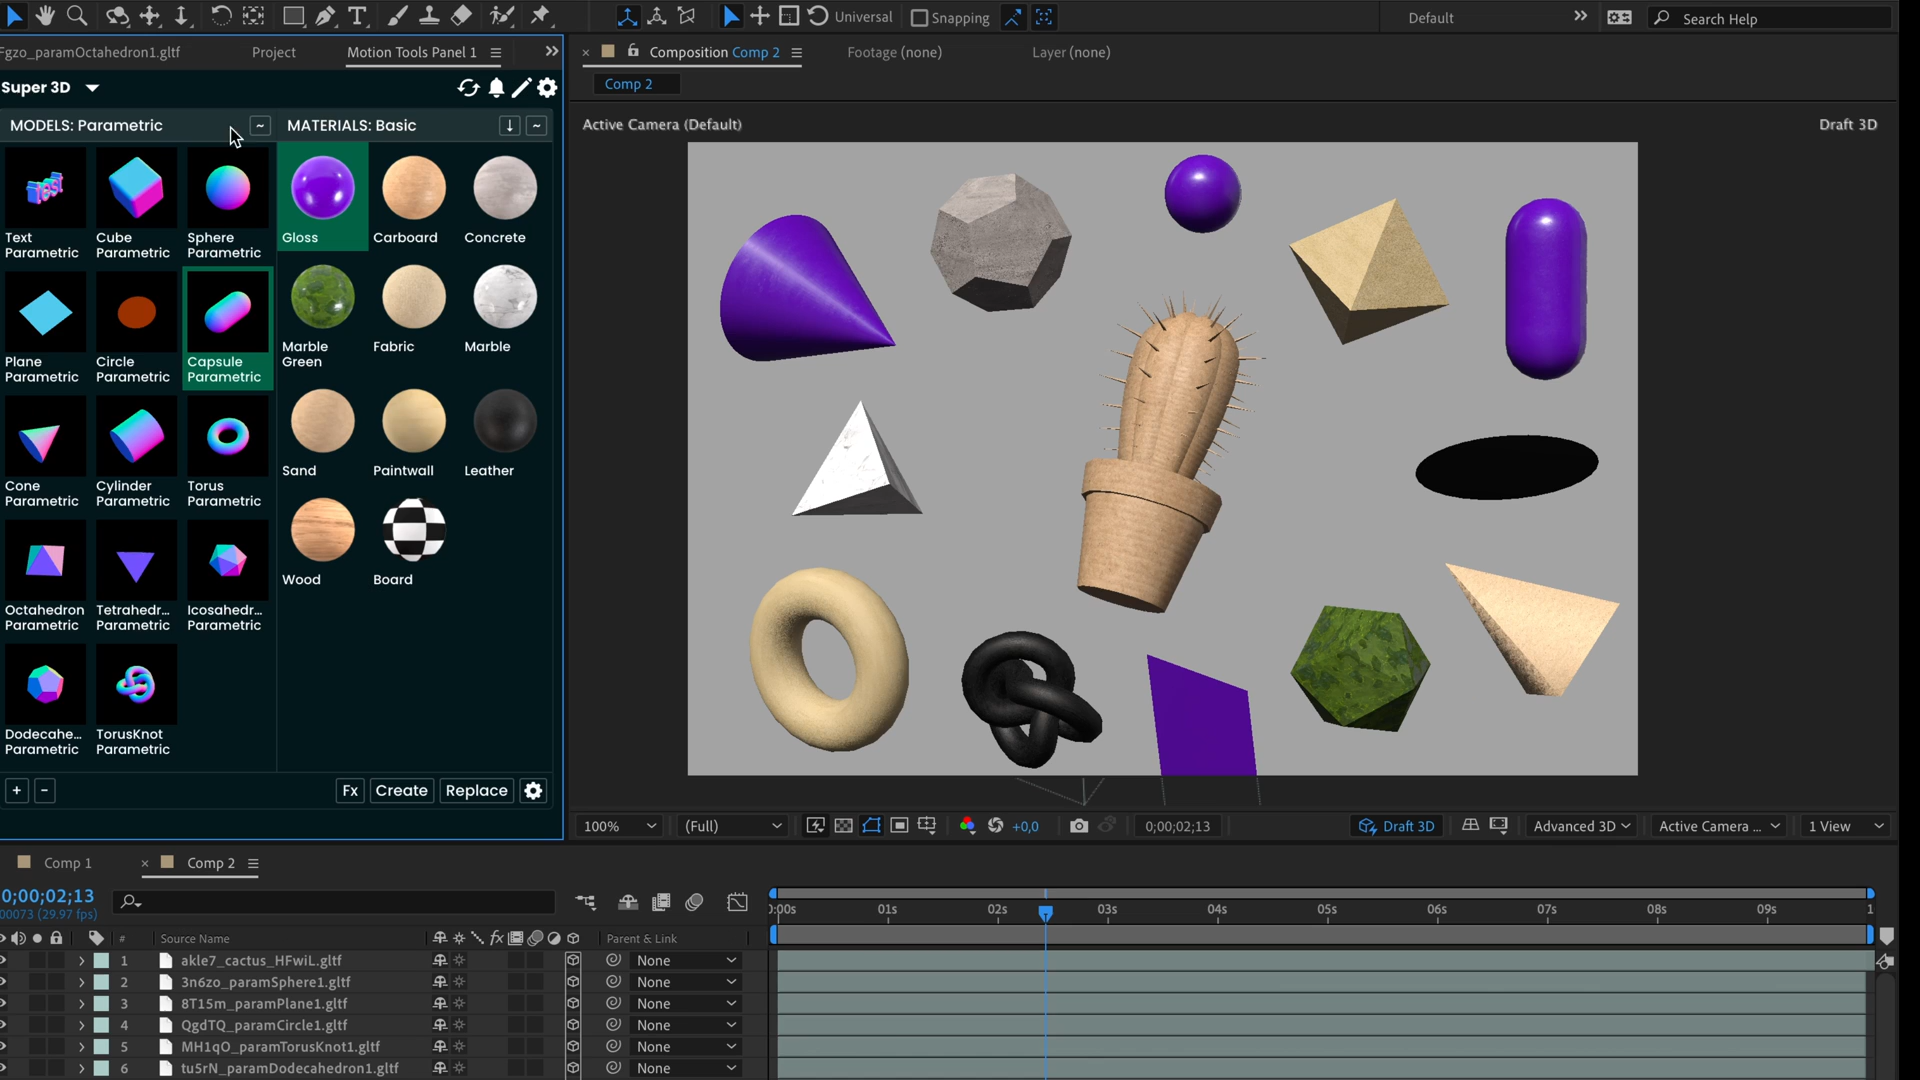 Universal
Snapping
Default
Search Help
Fgzo_paramOctahedron1.gltf
Project
Motion Tools Panel 1
Composition Comp 2
Footage (none)
Layer (none)
Super 3D
Comp 2
MODELS: Parametric
MATERIALS: Basic
Active Camera (Default)
Draft 3D
Text Parametric
Cube Parametric
Sphere Parametric
Gloss
Carboard
Concrete
Plane Parametric
Circle Parametric
Capsule Parametric
Marble Green
Fabric
Marble
Cone Parametric
Cylinder Parametric
Torus Parametric
Sand
Paintwall
Leather
Octahedron Parametric
Tetrahedr... Parametric
Icosahedr... Parametric
Wood
Board
Dodecahe... Parametric
TorusKnot Parametric
+
-
Fx
Create
Replace
100%
(Full)
+0,0
0;00;02;13
Draft 3D
Advanced 3D
Active Camera ...
1 View
Comp 1
Comp 2
0;00;02;13
00073 (29.97 fps)
0:00s
01s
02s
03s
04s
05s
06s
07s
08s
09s
1
#
Source Name
fx
Parent & Link
1
akle7_cactus_HFwiL.gltf
None
2
3n6zo_paramSphere1.gltf
None
3
8T15m_paramPlane1.gltf
None
4
QgdTQ_paramCircle1.gltf
None
5
MH1qO_paramTorusKnot1.gltf
None
6
tu5rN_paramDodecahedron1.gltf
None